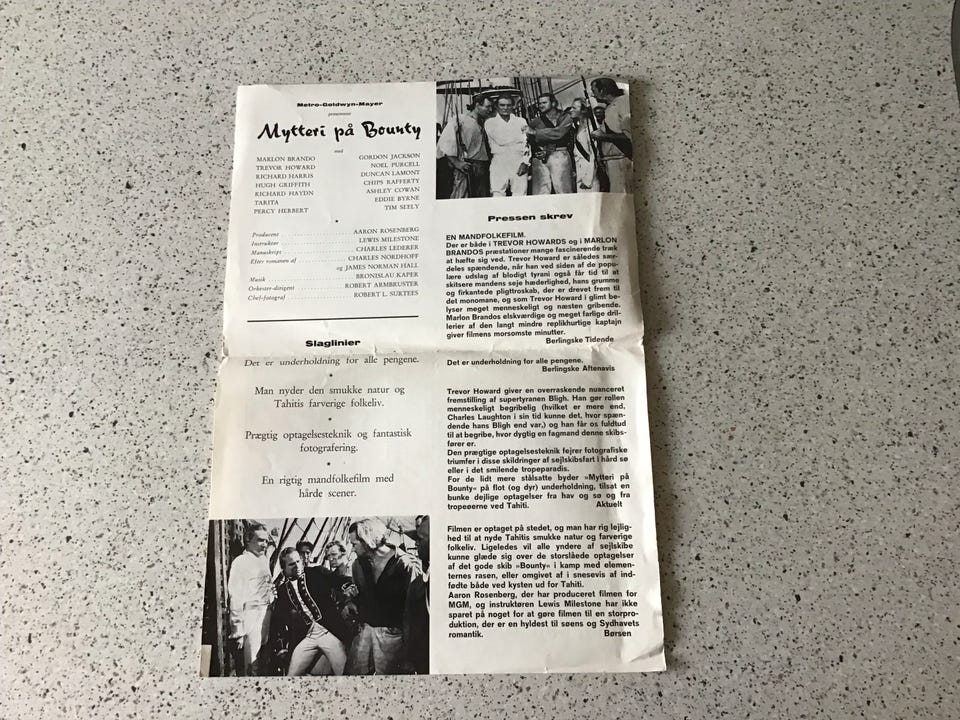 Metro-Goldwyn-Mayer
præsenterer
Mytteri på Bounty
med
MARLON BRANDO
TREVOR HOWARD
RICHARD HARRIS
HUGH GRIFFITH
RICHARD HAYDN
TARITA
PERCY HERBERT
GORDON JACKSON
NOEL PURCELL
DUNCAN LAMONT
CHIPS RAFFERTY
ASHLEY COWAN
EDDIE BYRNE
TIM SEELY
*
Producent AARON ROSENBERG
Instruktør LEWIS MILESTONE
Manuskript CHARLES LEDERER
Efter romanen af CHARLES NORDHOFF
og JAMES NORMAN HALL
Musik BRONISLAU KAPER
Orkester-dirigent ROBERT ARMBRUSTER
Chef-fotograf ROBERT L. SURTEES
Slaglinier
Det er underholdning for alle pengene.
*
Man nyder den smukke natur og
Tahitis farverige folkeliv.
*
Prægtig optagelsesteknik og fantastisk
fotografering.
*
En rigtig mandfolkefilm med
hårde scener.
Pressen skrev
EN MANDFOLKEFILM.
Der er både i TREVOR HOWARDS og i MARLON
BRANDOS præstationer mange fascinerende træk
at hæfte sig ved. Trevor Howard er således sær-
deles spændende, når han ved siden af de popu-
lære udslag af blodigt tyrani også får tid til at
skitsere mandens seje hæderlighed, hans grumme
og firkantede pligttroskab, der er drevet frem til
det monomane, og som Trevor Howard i glimt be-
lyser meget menneskeligt og næsten gribende.
Marlon Brandos elskværdige og meget farlige dril-
lerier af den langt mindre replikhurtige kaptajn
giver filmens morsomste minutter.
Berlingske Tidende
Det er underholdning for alle pengene.
Berlingske Aftenavis
Trevor Howard giver en overraskende nuanceret
fremstilling af supertyranen Bligh. Han gør rollen
menneskeligt begribelig (hvilket er mere end,
Charles Laughton i sin tid kunne det, hvor spæn-
dende hans Bligh end var,) og han får os fuldtud
til at begribe, hvor dygtig en fagmand denne skibs-
fører er.
Den prægtige optagelsesteknik fejrer fotografiske
triumfer i disse skildringer af sejlskibsfart i hård sø
eller i det smilende tropeparadis.
For de lidt mere stålsatte byder »Mytteri på
Bounty« på flot (og dyr) underholdning, tilsat en
bunke dejlige optagelser fra hav og sø og fra
tropeøerne ved Tahiti. Aktuelt
Filmen er optaget på stedet, og man har rig lejlig-
hed til at nyde Tahitis smukke natur og farverige
folkeliv. Ligeledes vil alle yndere af sejlskibe
kunne glæde sig over de storslåede optagelser
af det gode skib »Bounty« i kamp med elemen-
ternes rasen, eller omgivet af i snesevis af ind-
fødte både ved kysten ud for Tahiti.
Aaron Rosenberg, der har produceret filmen for
MGM, og instruktøren Lewis Milestone har ikke
sparet på noget for at gøre filmen til en storpro-
duktion, der er en hyldest til søens og Sydhavets
romantik. Børsen